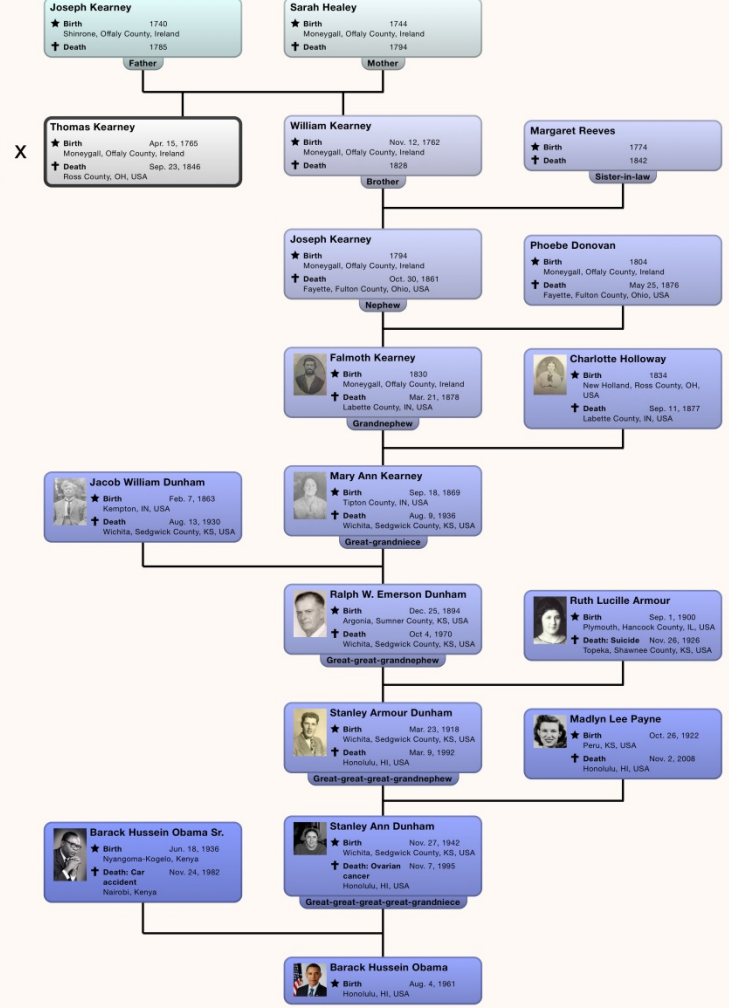 Joseph Kearney
★ Birth 1740
Shinrone, Offaly County, Ireland
✝ Death 1785
Father
Sarah Healey
★ Birth 1744
Moneygall, Offaly County, Ireland
✝ Death 1794
Mother
X
Thomas Kearney
★ Birth Apr. 15, 1765
Moneygall, Offaly County, Ireland
✝ Death Sep. 23, 1846
Ross County, OH, USA
William Kearney
★ Birth Nov. 12, 1762
Moneygall, Offaly County, Ireland
✝ Death 1828
Brother
Margaret Reeves
★ Birth 1774
✝ Death 1842
Sister-in-law
Joseph Kearney
★ Birth 1794
Moneygall, Offaly County, Ireland
✝ Death Oct. 30, 1861
Fayette, Fulton County, Ohio, USA
Nephew
Phoebe Donovan
★ Birth 1804
Moneygall, Offaly County, Ireland
✝ Death May 25, 1876
Fayette, Fulton County, Ohio, USA
Falmoth Kearney
★ Birth 1830
Moneygall, Offaly County, Ireland
✝ Death Mar. 21, 1878
Labette County, IN, USA
Grandnephew
Charlotte Holloway
★ Birth 1834
New Holland, Ross County, OH,
USA
✝ Death Sep. 11, 1877
Labette County, IN, USA
Jacob William Dunham
★ Birth Feb. 7, 1863
Kempton, IN, USA
✝ Death Aug. 13, 1930
Wichita, Sedgwick County, KS, USA
Mary Ann Kearney
★ Birth Sep. 18, 1869
Tipton County, IN, USA
✝ Death Aug. 9, 1936
Wichita, Sedgwick County, KS, USA
Great-grandniece
Ralph W. Emerson Dunham
★ Birth Dec. 25, 1894
Argonia, Sumner County, KS, USA
✝ Death Oct 4, 1970
Wichita, Sedgwick County, KS, USA
Great-great-grandnephew
Ruth Lucille Armour
★ Birth Sep. 1, 1900
Plymouth, Hancock County, IL, USA
✝ Death: Suicide Nov. 26, 1926
Topeka, Shawnee County, KS, USA
Stanley Armour Dunham
★ Birth Mar. 23, 1918
Wichita, Sedgwick County, KS, USA
✝ Death Mar. 9, 1992
Honolulu, HI, USA
Great-great-great-grandnephew
Madlyn Lee Payne
★ Birth Oct. 26, 1922
Peru, KS, USA
✝ Death Nov. 2, 2008
Honolulu, HI, USA
Barack Hussein Obama Sr.
★ Birth Jun. 18, 1936
Nyangoma-Kogelo, Kenya
✝ Death: Car Nov. 24, 1982
accident
Nairobi, Kenya
Stanley Ann Dunham
★ Birth Nov. 27, 1942
Wichita, Sedgwick County, KS, USA
✝ Death: Ovarian Nov. 7, 1995
cancer
Honolulu, HI, USA
Great-great-great-great-grandniece
Barack Hussein Obama
★ Birth Aug. 4, 1961
Honolulu, HI, USA